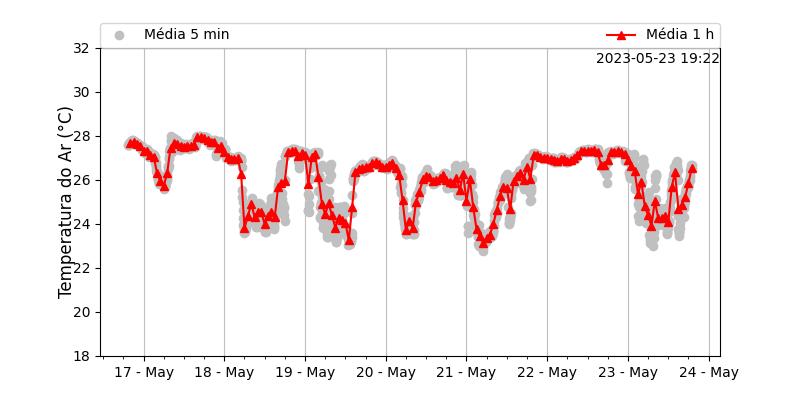 Média 5 min
Média 1 h
2023-05-23 19:22
Temperatura do Ar (°C)
32
30
28
26
24
22
20
18
17 - May
18 - May
19 - May
20 - May
21 - May
22 - May
23 - May
24 - May